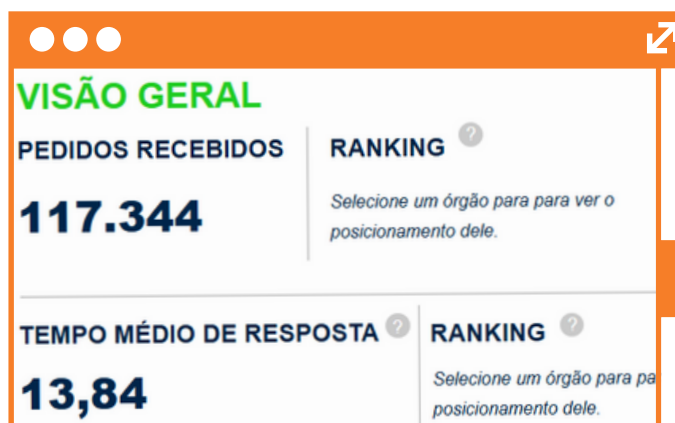 VISÃO GERAL
PEDIDOS RECEBIDOS
117.344
RANKING ?
Selecione um órgão para para ver o
posicionamento dele.
TEMPO MÉDIO DE RESPOSTA ?
13,84
RANKING ?
Selecione um órgão para pa
posicionamento dele.